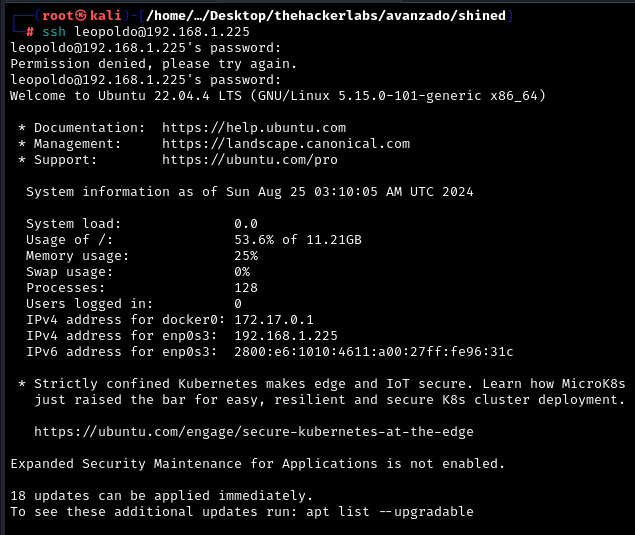 ┌──(root㉿kali)-[/home/…/Desktop/thehackerlabs/avanzado/shined]
└─# ssh leopoldo@192.168.1.225
leopoldo@192.168.1.225's password:
Permission denied, please try again.
leopoldo@192.168.1.225's password:
Welcome to Ubuntu 22.04.4 LTS (GNU/Linux 5.15.0-101-generic x86_64)
* Documentation:  https://help.ubuntu.com
* Management:     https://landscape.canonical.com
* Support:        https://ubuntu.com/pro
System information as of Sun Aug 25 03:10:05 AM UTC 2024
System load:              0.0
Usage of /:               53.6% of 11.21GB
Memory usage:             25%
Swap usage:               0%
Processes:                128
Users logged in:          0
IPv4 address for docker0: 172.17.0.1
IPv4 address for enp0s3:  192.168.1.225
IPv6 address for enp0s3:  2800:e6:1010:4611:a00:27ff:fe96:31c
* Strictly confined Kubernetes makes edge and IoT secure. Learn how MicroK8s
just raised the bar for easy, resilient and secure K8s cluster deployment.
https://ubuntu.com/engage/secure-kubernetes-at-the-edge
Expanded Security Maintenance for Applications is not enabled.
18 updates can be applied immediately.
To see these additional updates run: apt list --upgradable